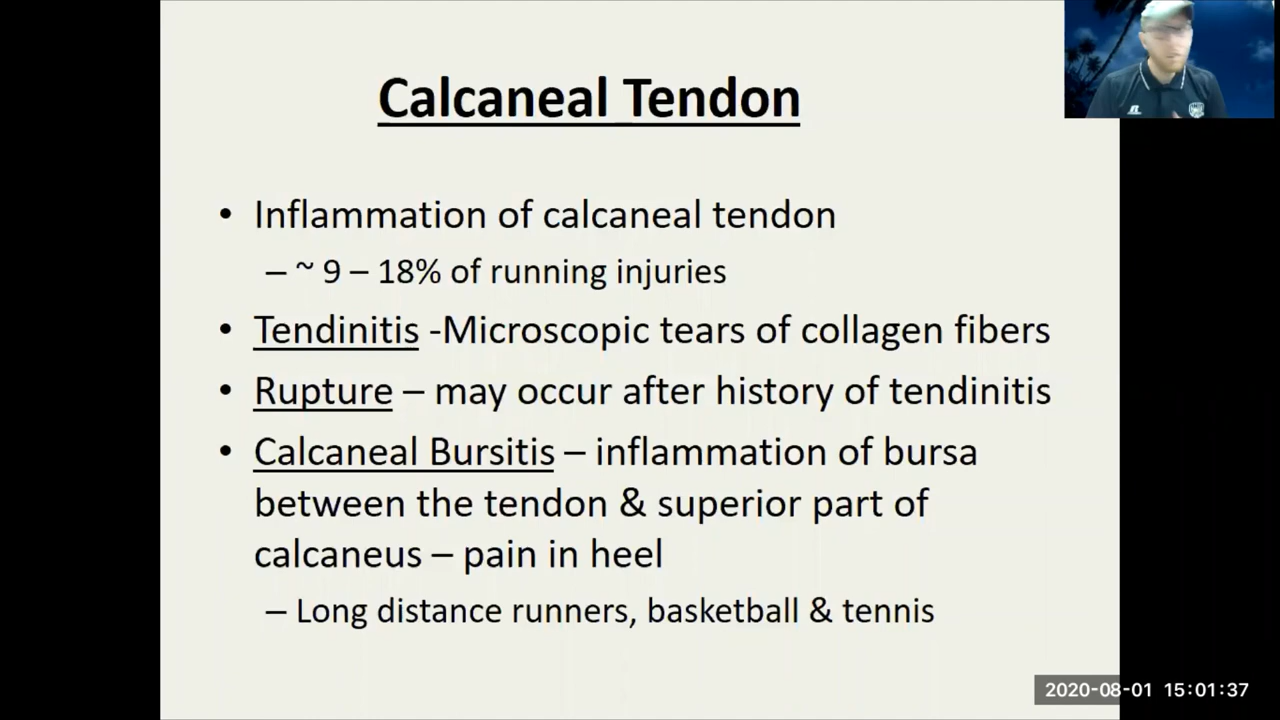 Calcaneal Tendon
• Inflammation of calcaneal tendon
– ~ 9 – 18% of running injuries
• Tendinitis -Microscopic tears of collagen fibers
• Rupture – may occur after history of tendinitis
• Calcaneal Bursitis – inflammation of bursa
between the tendon & superior part of
calcaneus – pain in heel
– Long distance runners, basketball & tennis
2020-08-01 15:01:37